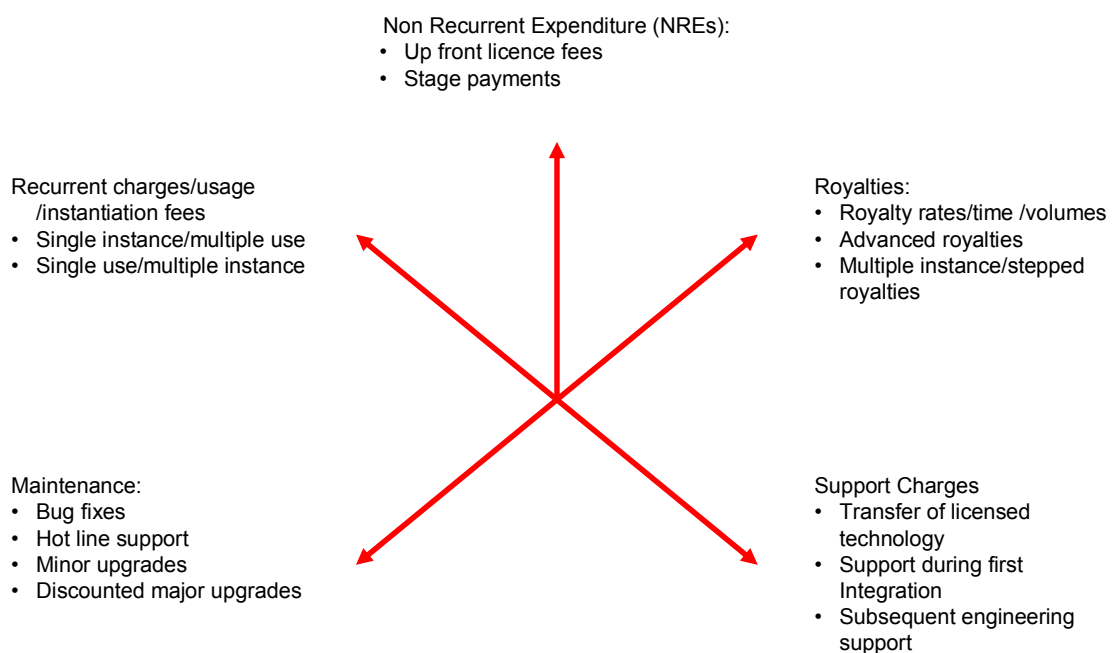 Non Recurrent Expenditure (NREs):
• Up front licence fees
• Stage payments
Recurrent charges/usage
/instantiation fees
• Single instance/multiple use
• Single use/multiple instance
Royalties:
• Royalty rates/time /volumes
• Advanced royalties
• Multiple instance/stepped
royalties
Maintenance:
• Bug fixes
• Hot line support
• Minor upgrades
• Discounted major upgrades
Support Charges
• Transfer of licensed
technology
• Support during first
Integration
• Subsequent engineering
support